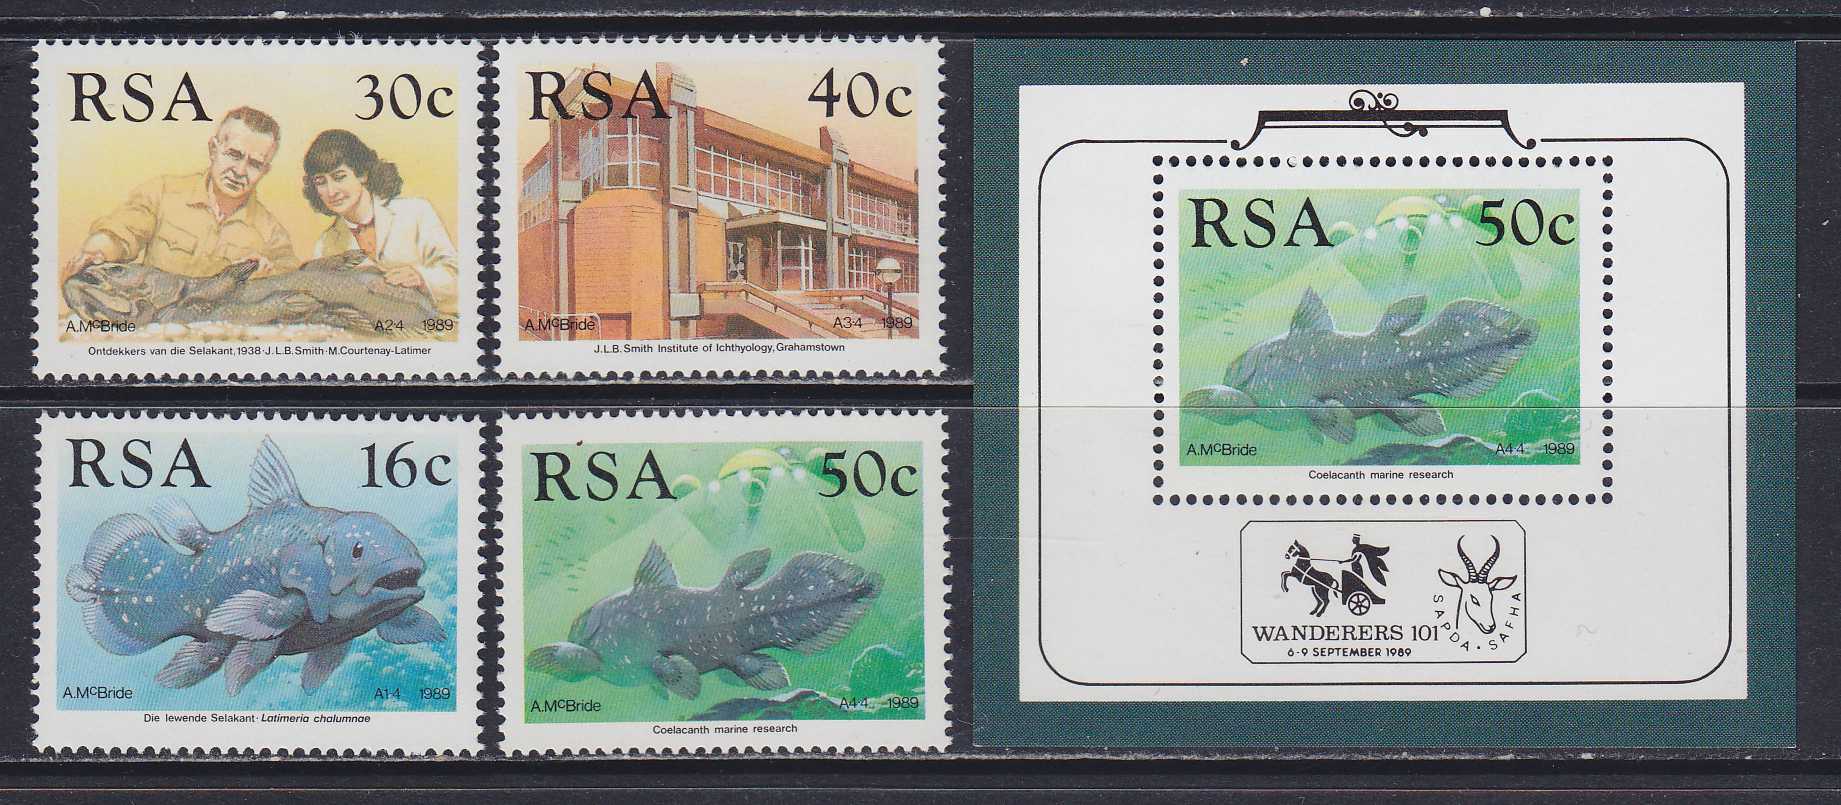 RSA 30c
A.McBride A2·4 1989
Ontdekkers van die Selakant, 1938·J.L.B.Smith·M.Courtenay-Latimer
RSA 40c
A.McBride A3·4 1989
J.L.B.Smith Institute of Ichthyology, Grahamstown
RSA 16c
A.McBride A1·4 1989
Die lewende Selakant· Latimeria chalumnae
RSA 50c
A.McBride A4·4 1989
Coelacanth marine research
RSA 50c
A.McBride A4·4 1989
Coelacanth marine research
WANDERERS 101
6-9 SEPTEMBER 1989
SAPDA · SAFHA